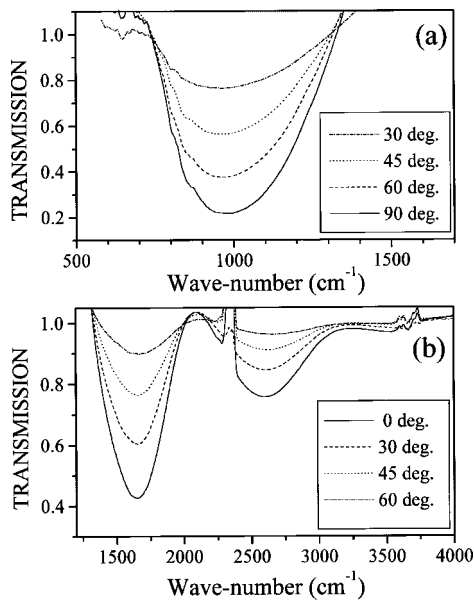 (a)
TRANSMISSION
1.0
0.8
0.6
0.4
0.2
30 deg.
45 deg.
60 deg.
90 deg.
500 1000 1500
Wave-number (cm⁻¹)
(b)
TRANSMISSION
1.0
0.8
0.6
0.4
0 deg.
30 deg.
45 deg.
60 deg.
1500 2000 2500 3000 3500 4000
Wave-number (cm⁻¹)